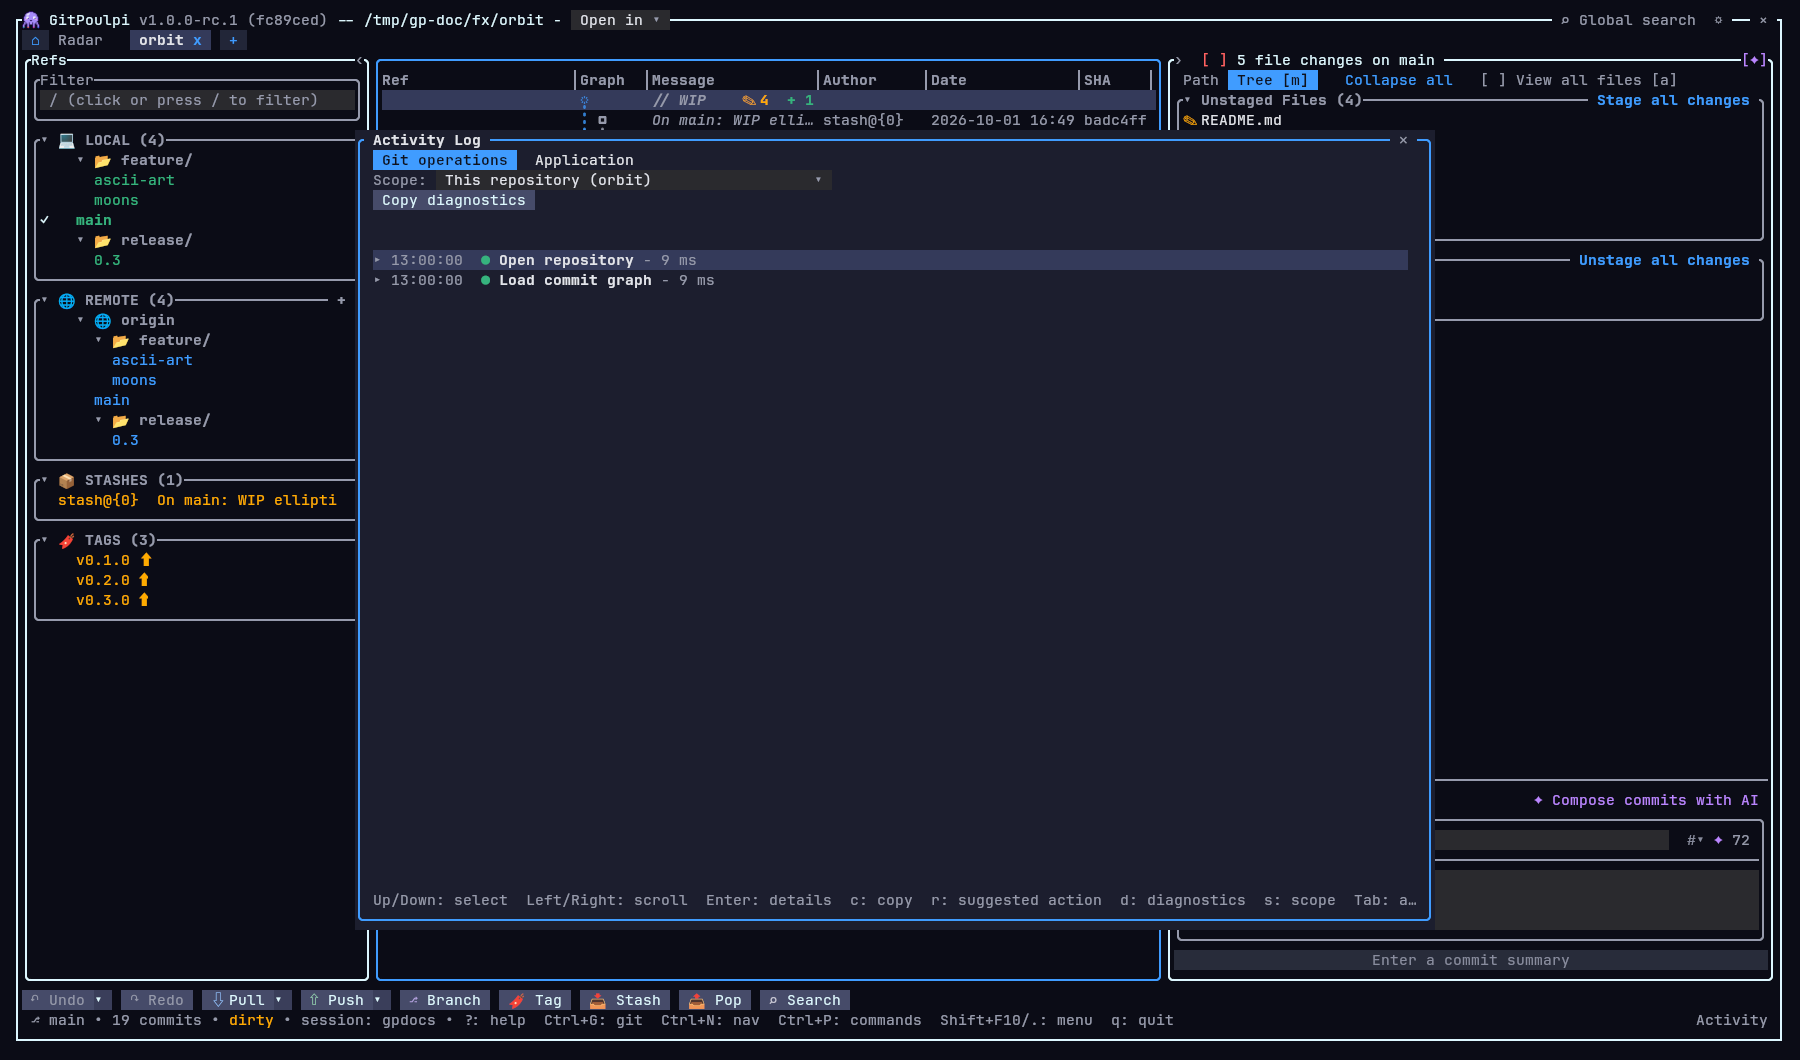 GitPoulpi v1.0.0-rc.1 (fc89ced) —— /tmp/gp-doc/fx/orbit - Open in ▾ ⌕ Global search ☼ ×
⌂ Radar orbit x +
Refs ‹
Filter
/ (click or press / to filter)
▾ 💻 LOCAL (4)
▾ 📂 feature/
ascii-art
moons
✓ main
▾ 📂 release/
0.3
▾ 🌐 REMOTE (4) +
▾ 🌐 origin
▾ 📂 feature/
ascii-art
moons
main
▾ 📂 release/
0.3
▾ 📦 STASHES (1)
stash@{0} On main: WIP ellipti
▾ 🔖 TAGS (3)
v0.1.0 ⬆
v0.2.0 ⬆
v0.3.0 ⬆
Ref Graph Message Author Date SHA
// WIP ✎ 4 + 1
On main: WIP elli… stash@{0} 2026-10-01 16:49 badc4ff
Activity Log ×
Git operations Application
Scope: This repository (orbit) ▾
Copy diagnostics
▸ 13:00:00 ● Open repository - 9 ms
▸ 13:00:00 ● Load commit graph - 9 ms
Up/Down: select Left/Right: scroll Enter: details c: copy r: suggested action d: diagnostics s: scope Tab: a…
› [ ] 5 file changes on main [✦]
Path Tree [m] Collapse all [ ] View all files [a]
▾ Unstaged Files (4) Stage all changes
✎ README.md
Unstage all changes
✦ Compose commits with AI
#▾ ✦ 72
Enter a commit summary
↶ Undo ▾ ↷ Redo ⇩ Pull ▾ ⇧ Push ▾ ⎇ Branch 🔖 Tag 📥 Stash 📤 Pop ⌕ Search
⎇ main • 19 commits • dirty • session: gpdocs • ?: help Ctrl+G: git Ctrl+N: nav Ctrl+P: commands Shift+F10/.: menu q: quit Activity